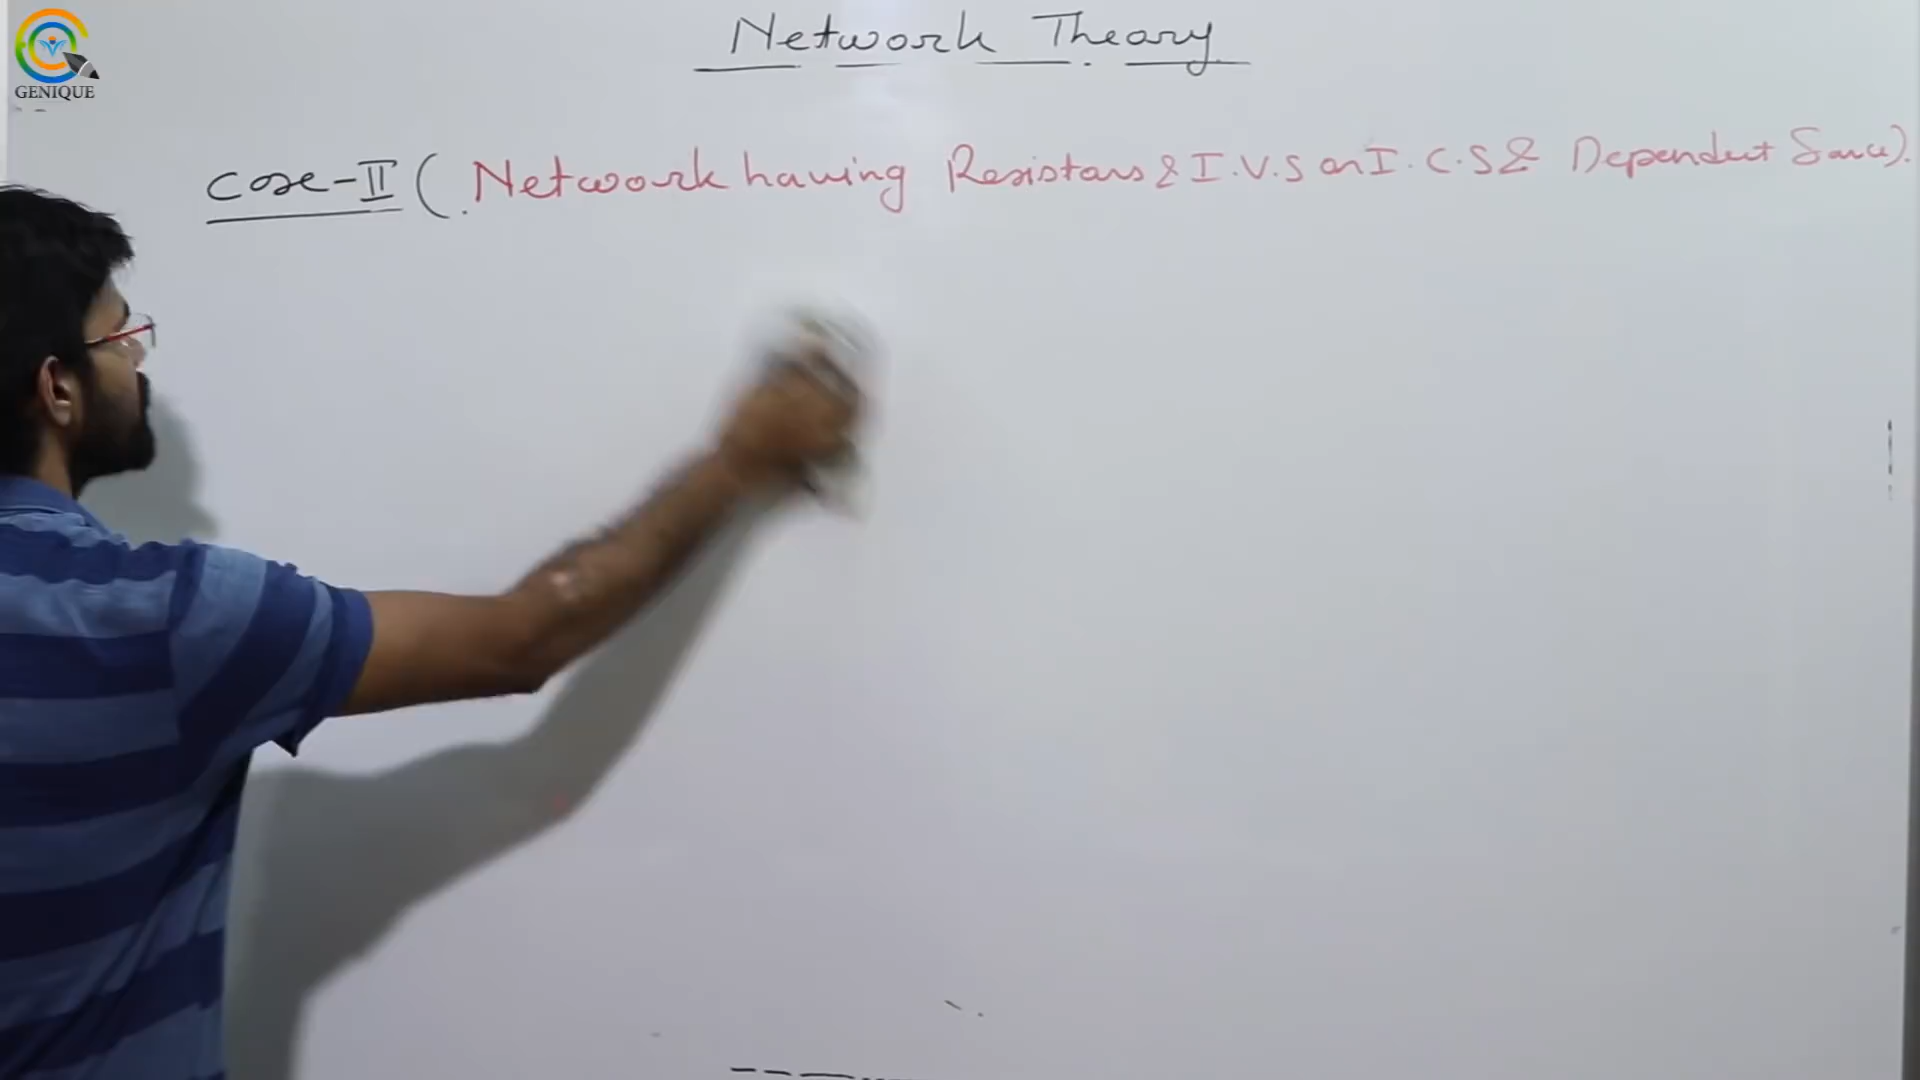 GENIQUE
Network Theory
Case-II ( Network having Resistors & I.V.S or I.C.S & Dependent Source).